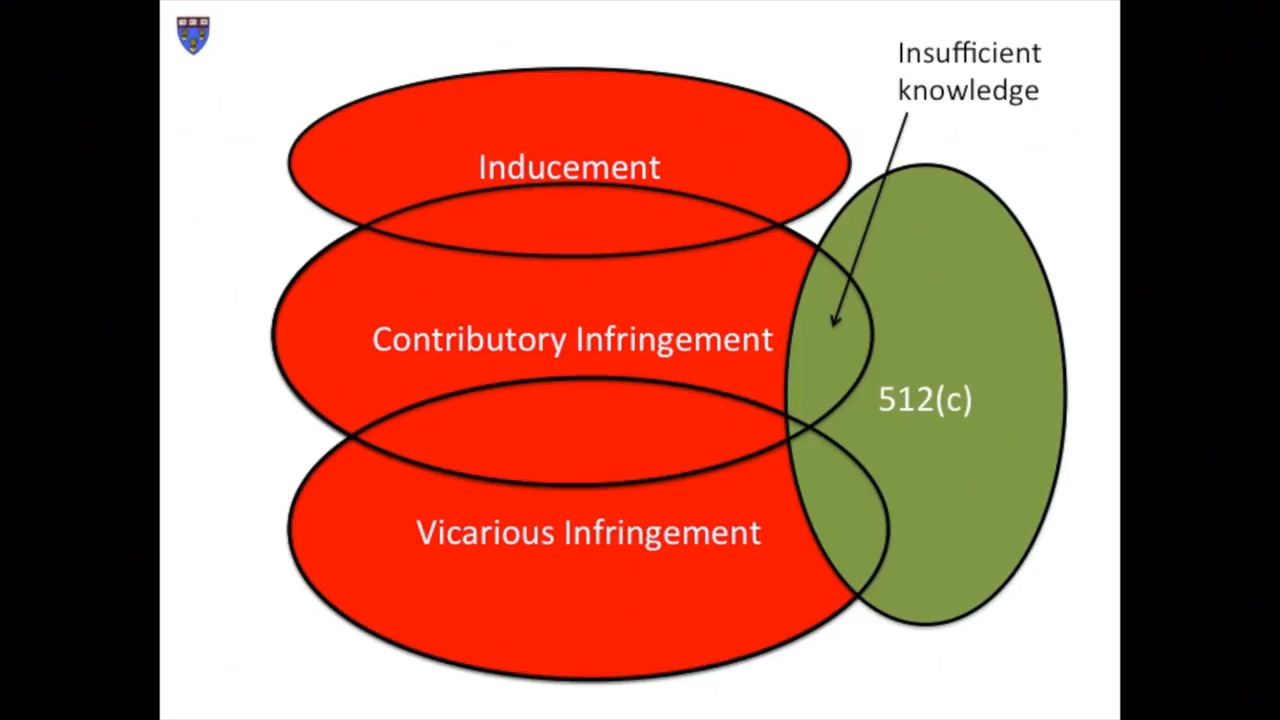 Insufficient
knowledge
Inducement
Contributory Infringement
512(c)
Vicarious Infringement